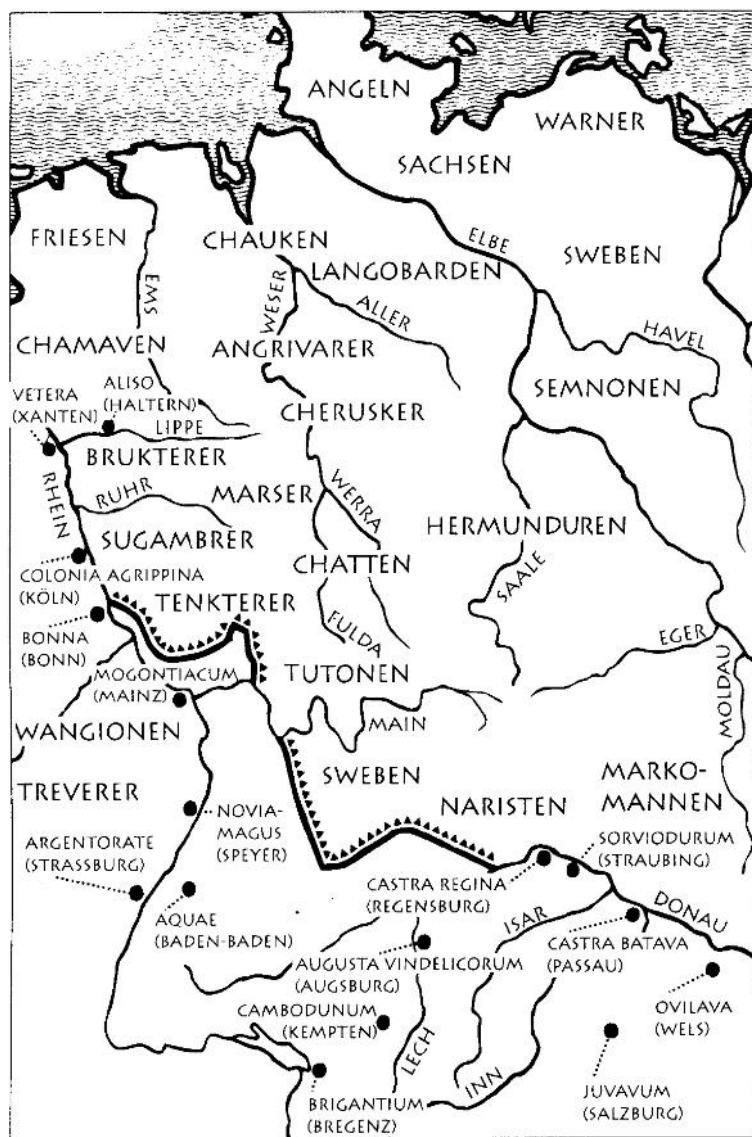 ANGELN
WARNER
SACHSEN
FRIESEN
CHAUKEN
ELBE
SWEBEN
LANGOBARDEN
EMS
WESER
ALLER
HAVEL
CHAMAVEN
ANGRIVARER
SEMNONEN
VETERA
(XANTEN)
ALISO
(HALTERN)
CHERUSKER
LIPPE
BRUKTERER
RHEIN
RUHR
MARSER
WERRA
HERMUNDUREN
SUGAMBRER
CHATTEN
SAALE
COLONIA AGRIPPINA
(KÖLN)
TENKTERER
BONNA
(BONN)
FULDA
EGER
MOGONTIACUM
(MAINZ)
TUTONEN
MOLDAU
WANGIONEN
MAIN
TREVERER
SWEBEN
MARKO-
MANNEN
NOVIA-
MAGUS
(SPEYER)
NARISTEN
ARGENTORATE
(STRASSBURG)
SORVIODURUM
(STRAUBING)
CASTRA REGINA
(REGENSBURG)
AQUAE
(BADEN-BADEN)
ISAR
DONAU
CASTRA BATAVA
(PASSAU)
AUGUSTA VINDELICORUM
(AUGSBURG)
OVILAVA
(WELS)
CAMBODUNUM
(KEMPTEN)
LECH
INN
BRIGANTIUM
(BREGENZ)
JUVAVUM
(SALZBURG)